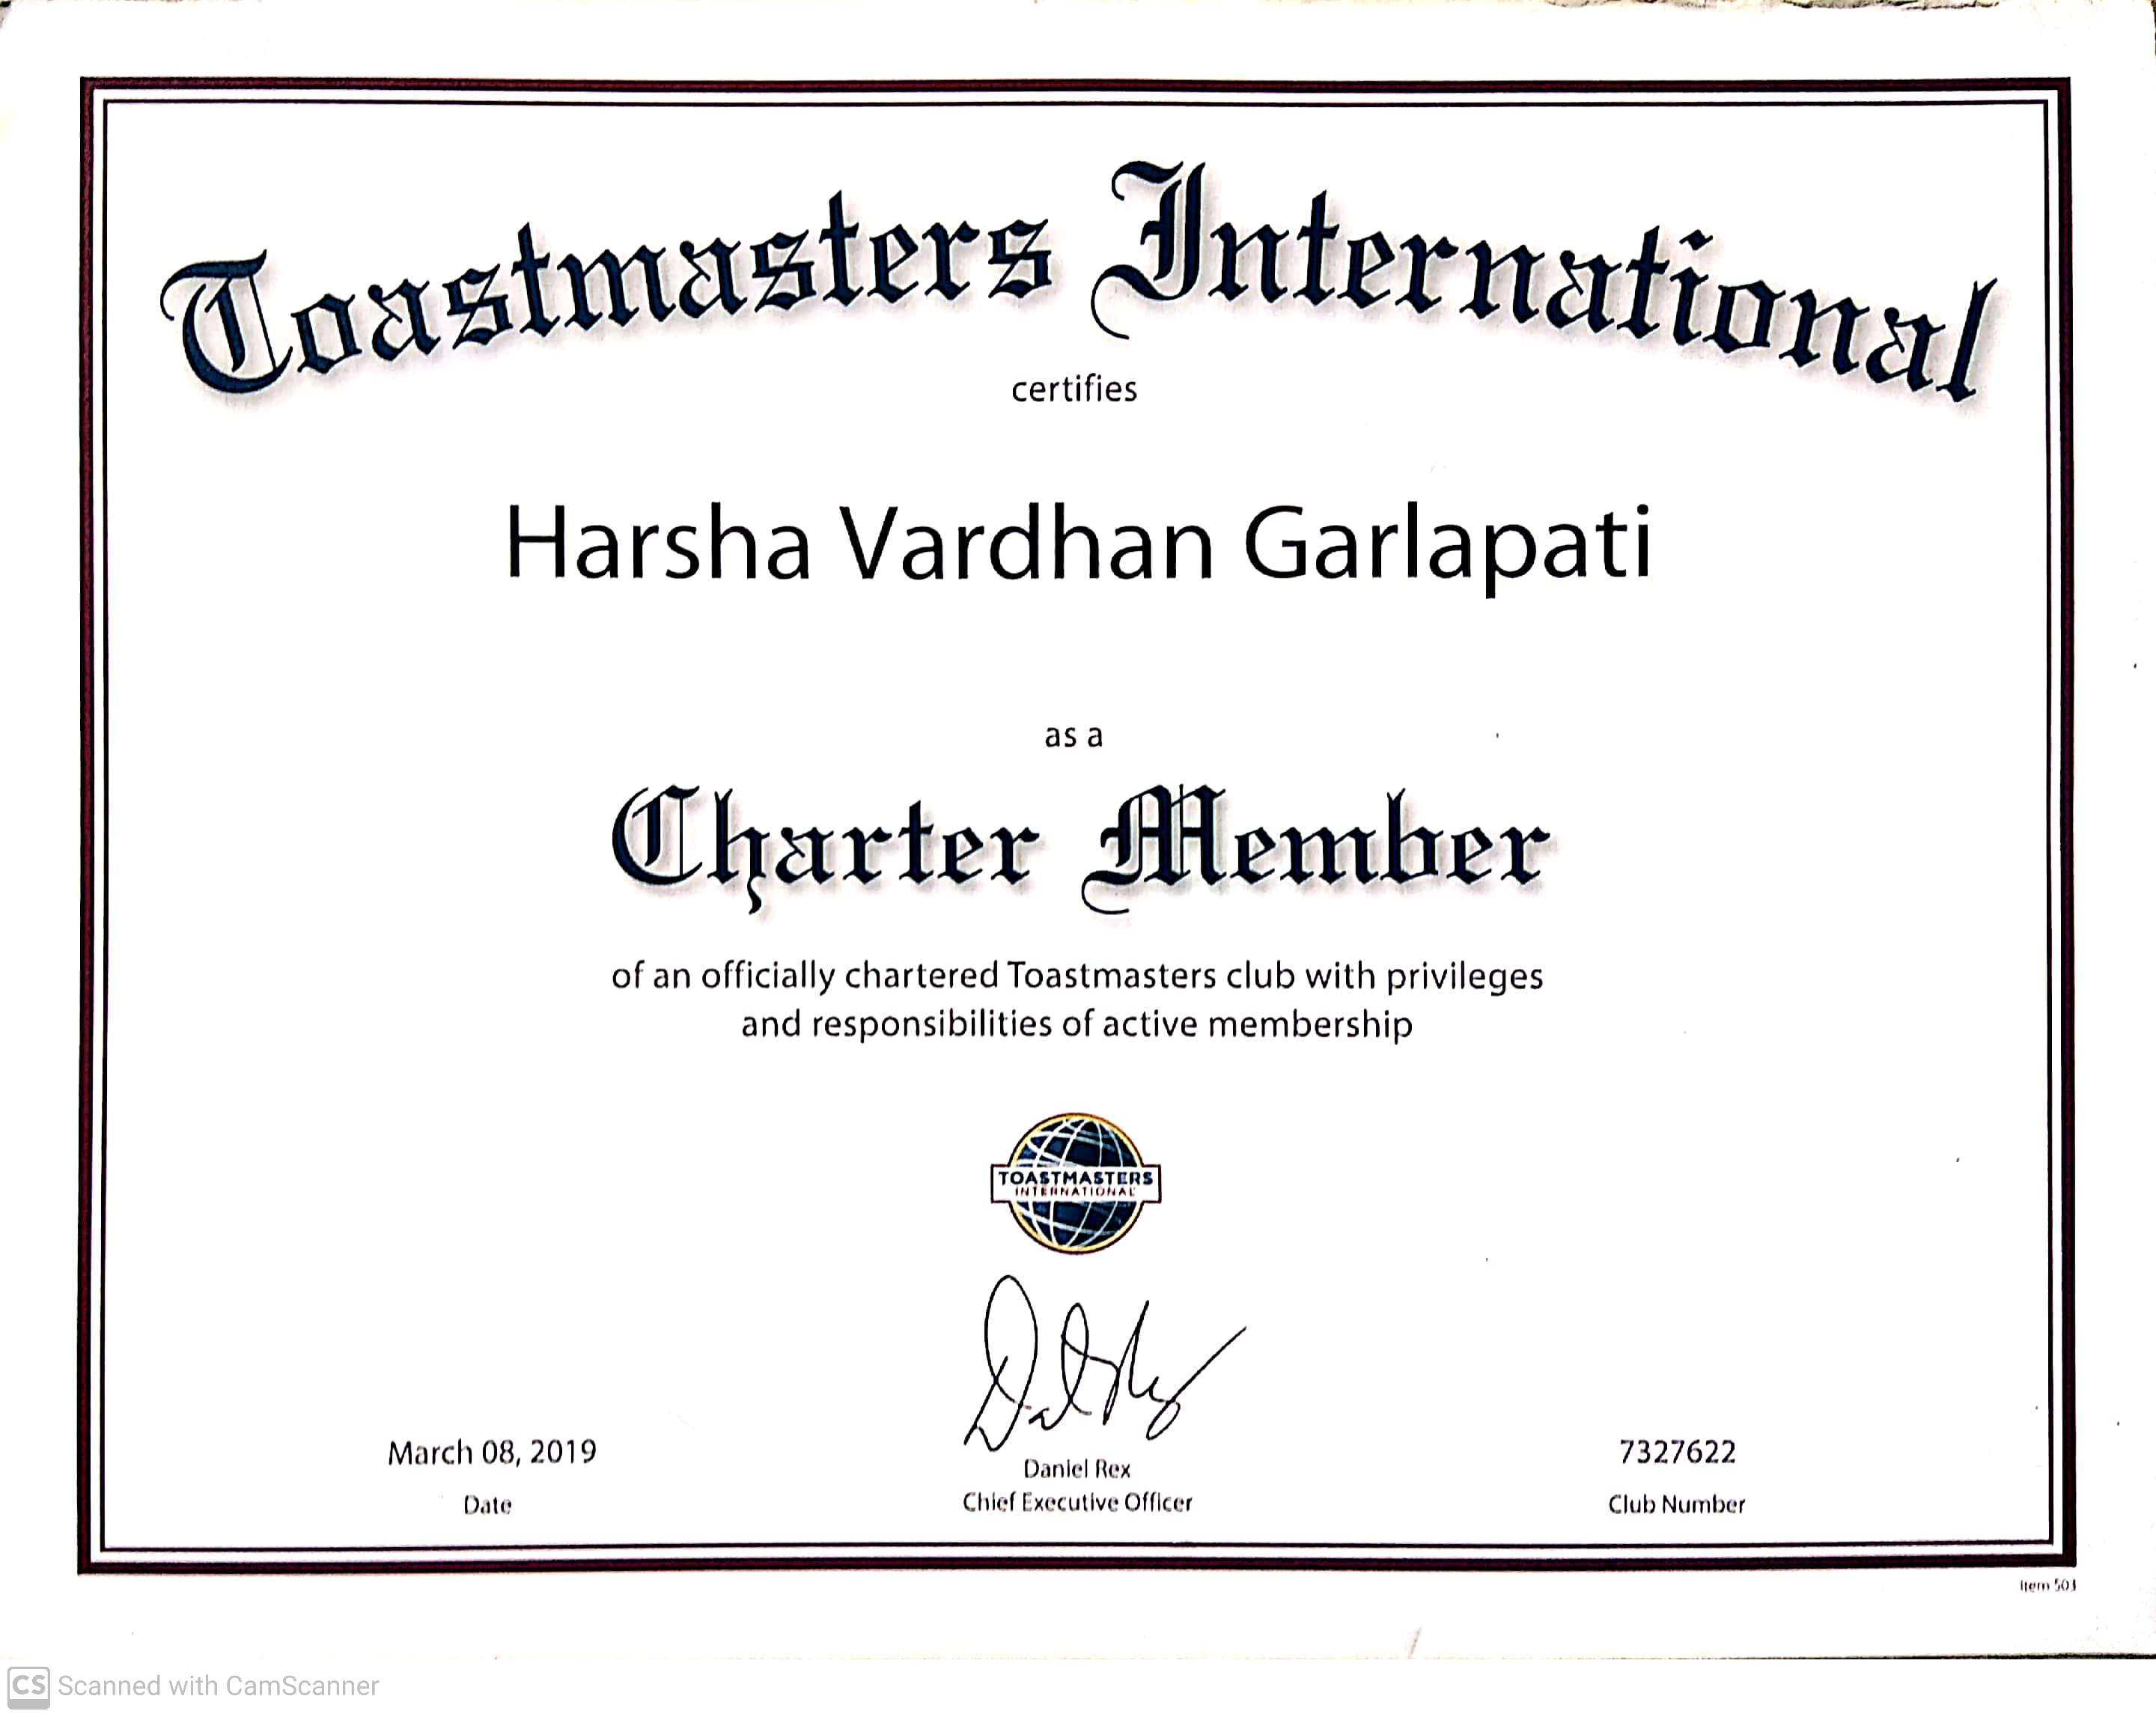 Toastmasters International
certifies
Harsha Vardhan Garlapati
as a
Charter Member
of an officially chartered Toastmasters club with privileges
and responsibilities of active membership
TOASTMASTERS
INTERNATIONAL
Daniel Rex
Chief Executive Officer
March 08, 2019
Date
7327622
Club Number
Item 503
CS Scanned with CamScanner